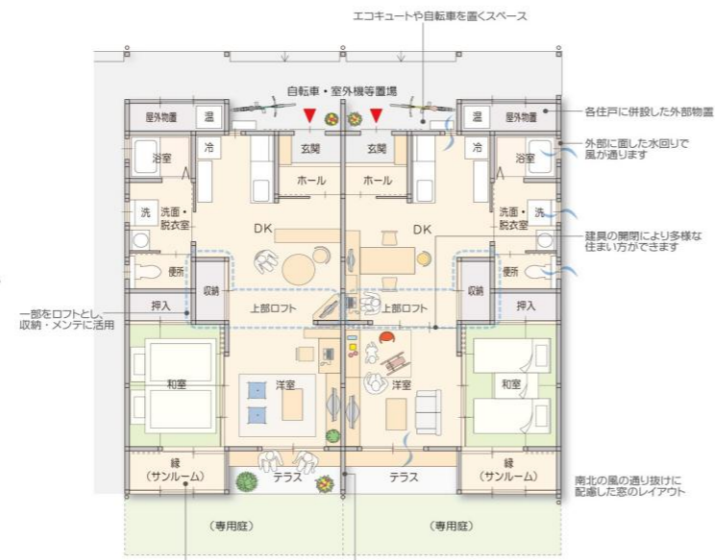 エコキュートや自転車を置くスペース
自転車・室外機等置場
屋外物置
温
温
屋外物置
各住戸に併設した外部物置
浴室
冷
玄関
玄関
冷
浴室
外部に面した水回りで
風が通ります
ホール
ホール
洗
洗面・
脱衣室
DK
DK
洗面・
脱衣室
洗
建具の開閉により多様な
住まい方ができます
便所
便所
押入
収納
上部ロフト
上部ロフト
収納
押入
一部をロフトとし、
収納・メンテに活用
和室
洋室
洋室
和室
縁
(サンルーム)
テラス
テラス
縁
(サンルーム)
南北の風の通り抜けに
配慮した窓のレイアウト
(専用庭)
(専用庭)